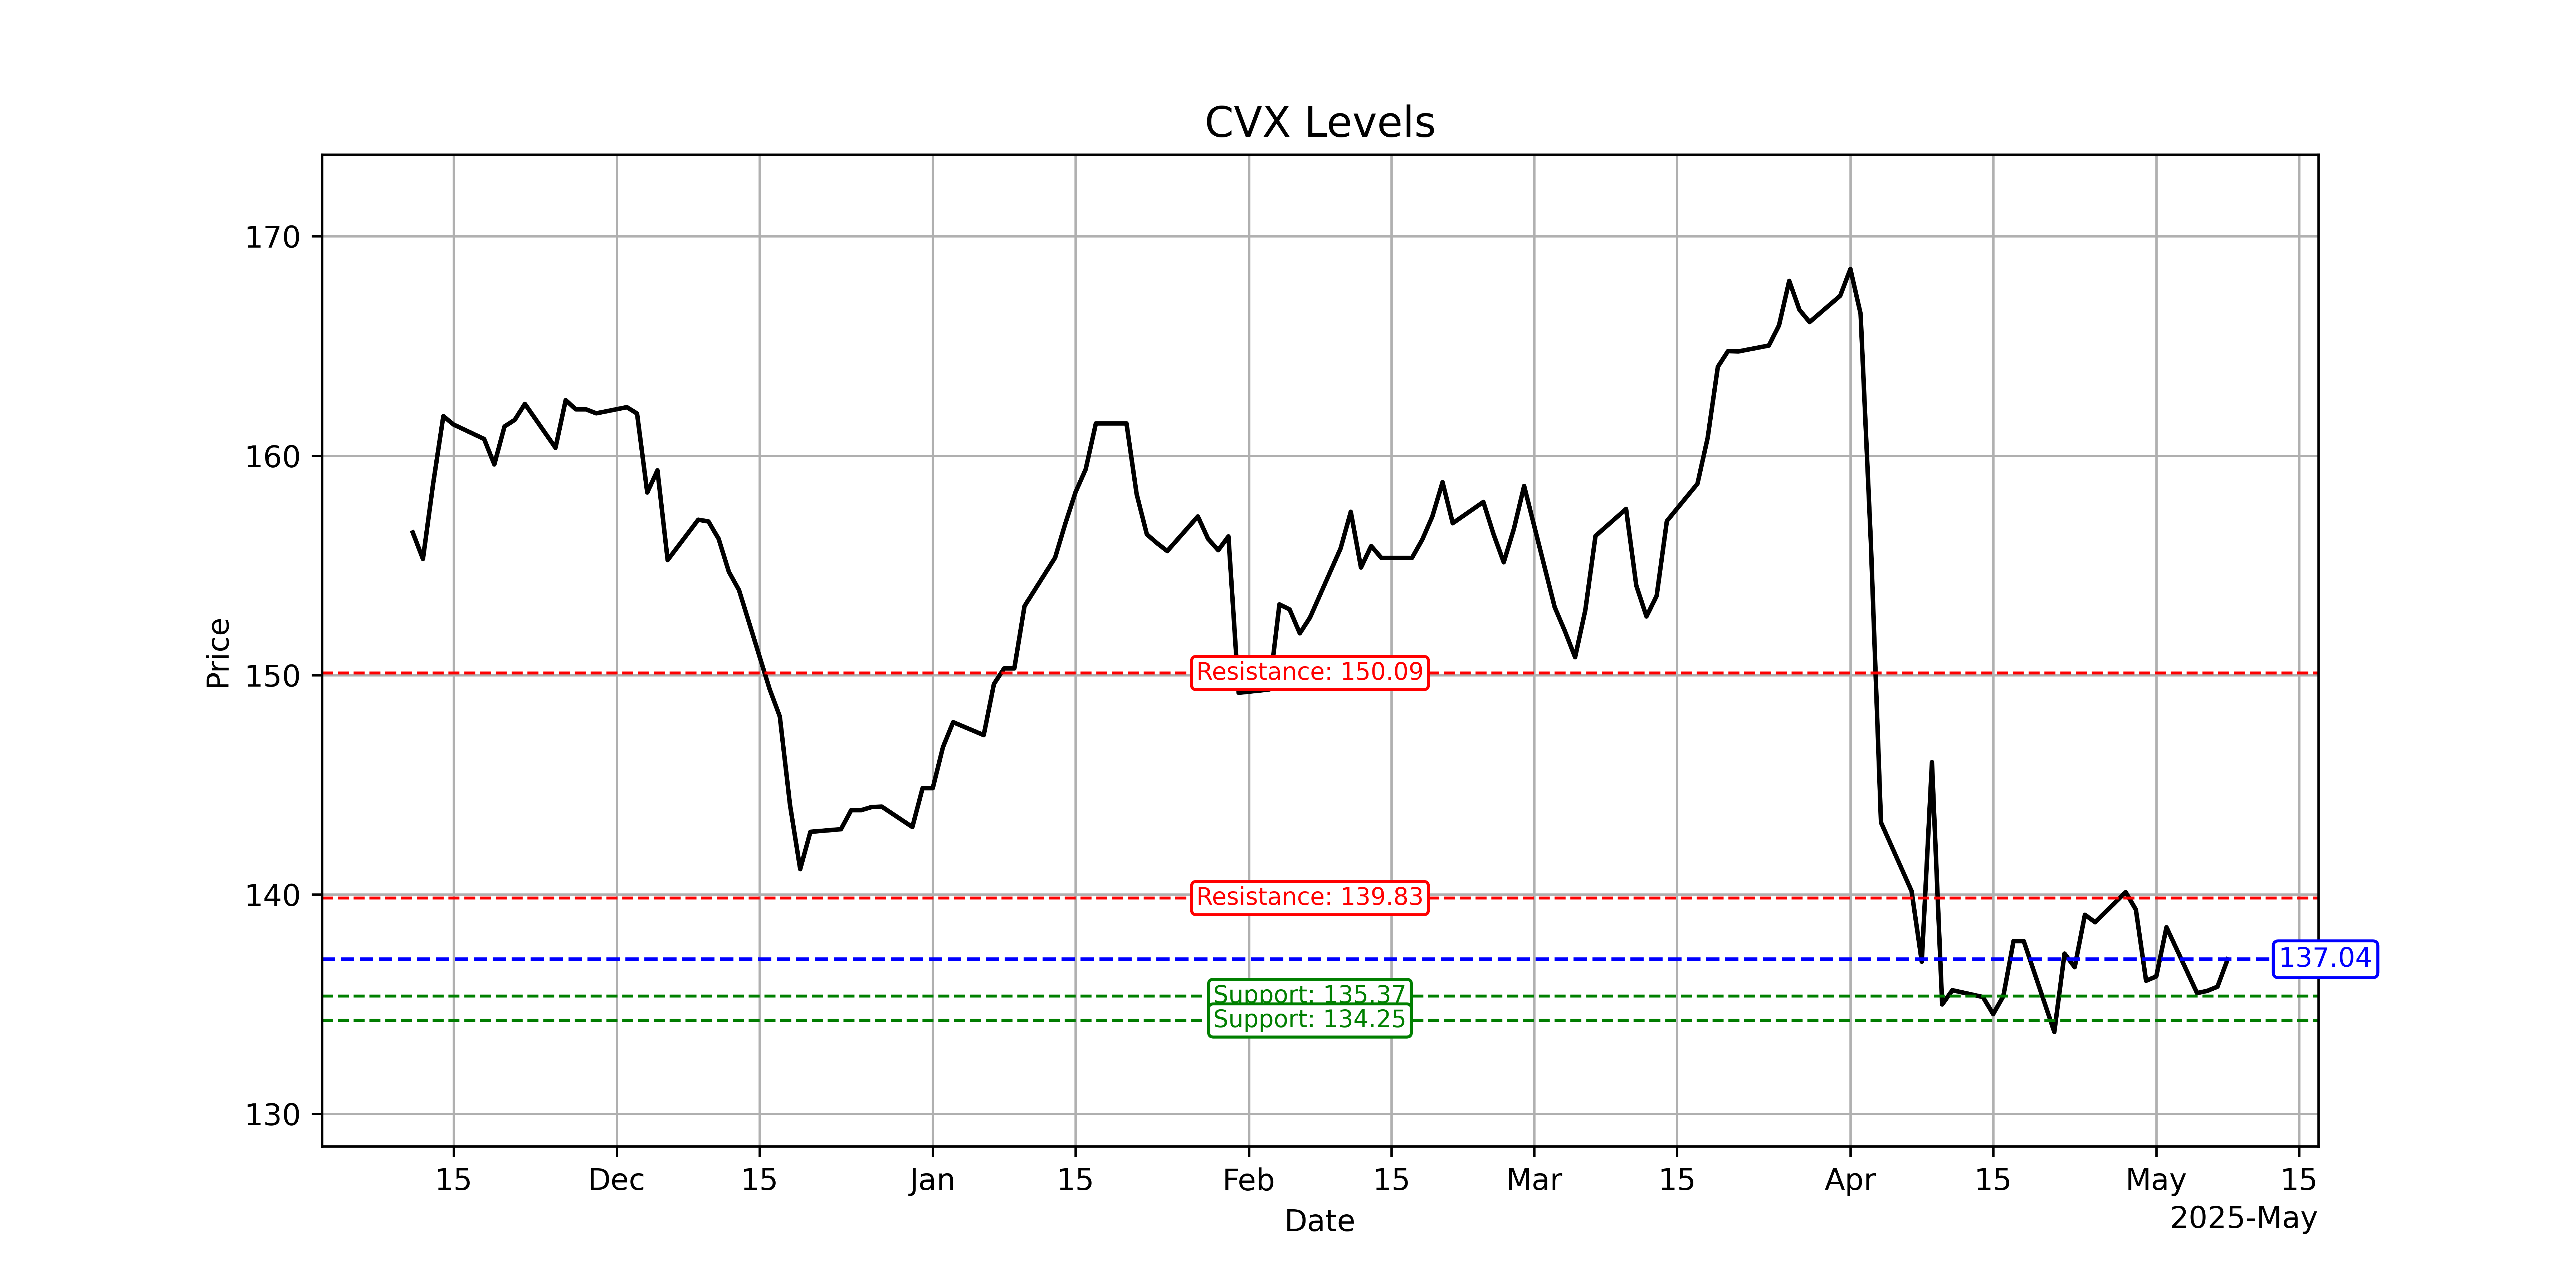 CVX Levels
170
160
150
140
130
Price
Resistance: 150.09
Resistance: 139.83
137.04
Support: 135.37
Support: 134.25
15 Dec 15 Jan 15 Feb 15 Mar 15 Apr 15 May 15
Date
2025-May